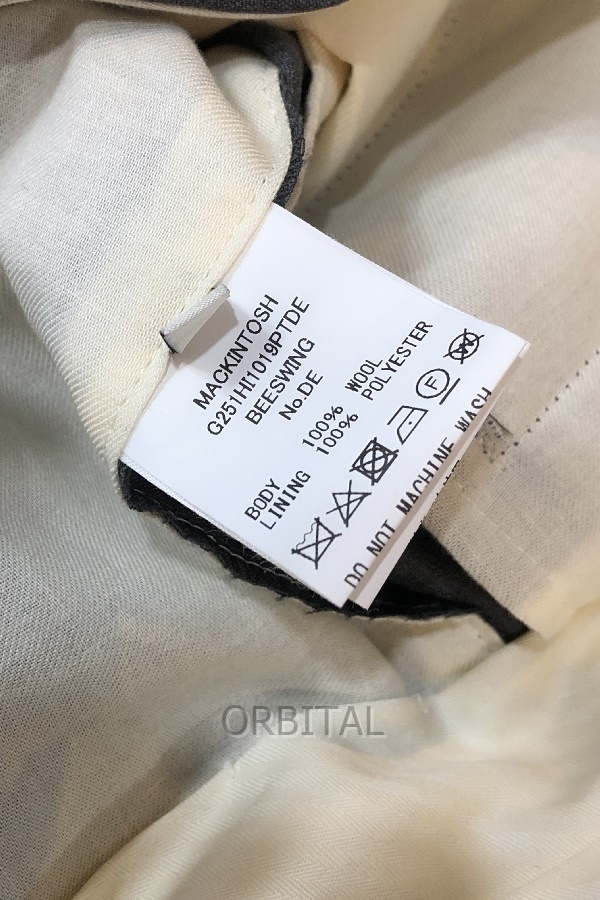 MACKINTOSH
G251HI1019PTDE
BEESWING
No.DE
BODY 100% WOOL
LINING 100% POLYESTER
F
W
DO NOT MACHINE WASH
ORBITAL